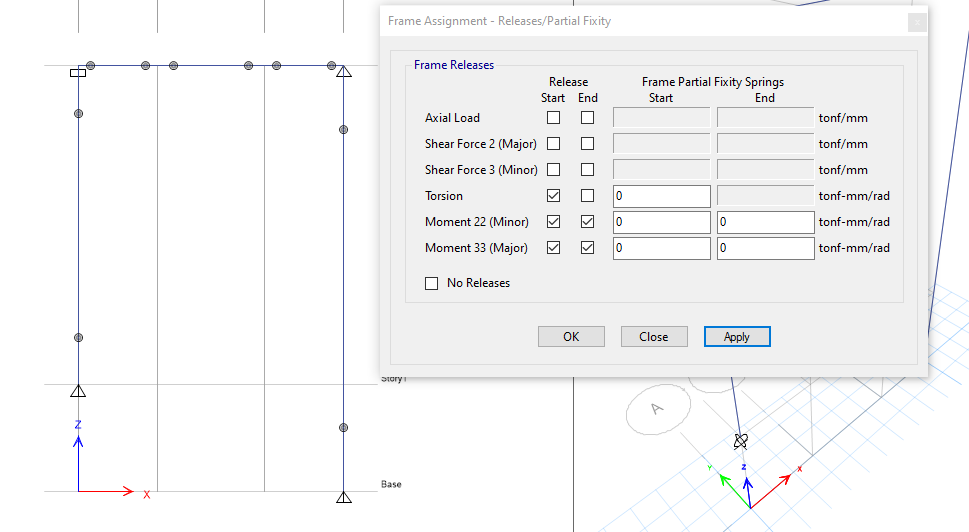 Frame Assignment - Releases/Partial Fixity
x
Frame Releases
Release
Frame Partial Fixity Springs
Start End Start End
Axial Load tonf/mm
Shear Force 2 (Major) tonf/mm
Shear Force 3 (Minor) tonf/mm
Torsion 0 tonf-mm/rad
Moment 22 (Minor) 0 0 tonf-mm/rad
Moment 33 (Major) 0 0 tonf-mm/rad
No Releases
OK Close Apply
Story1
A
Z
X
Base
Y
Z
X